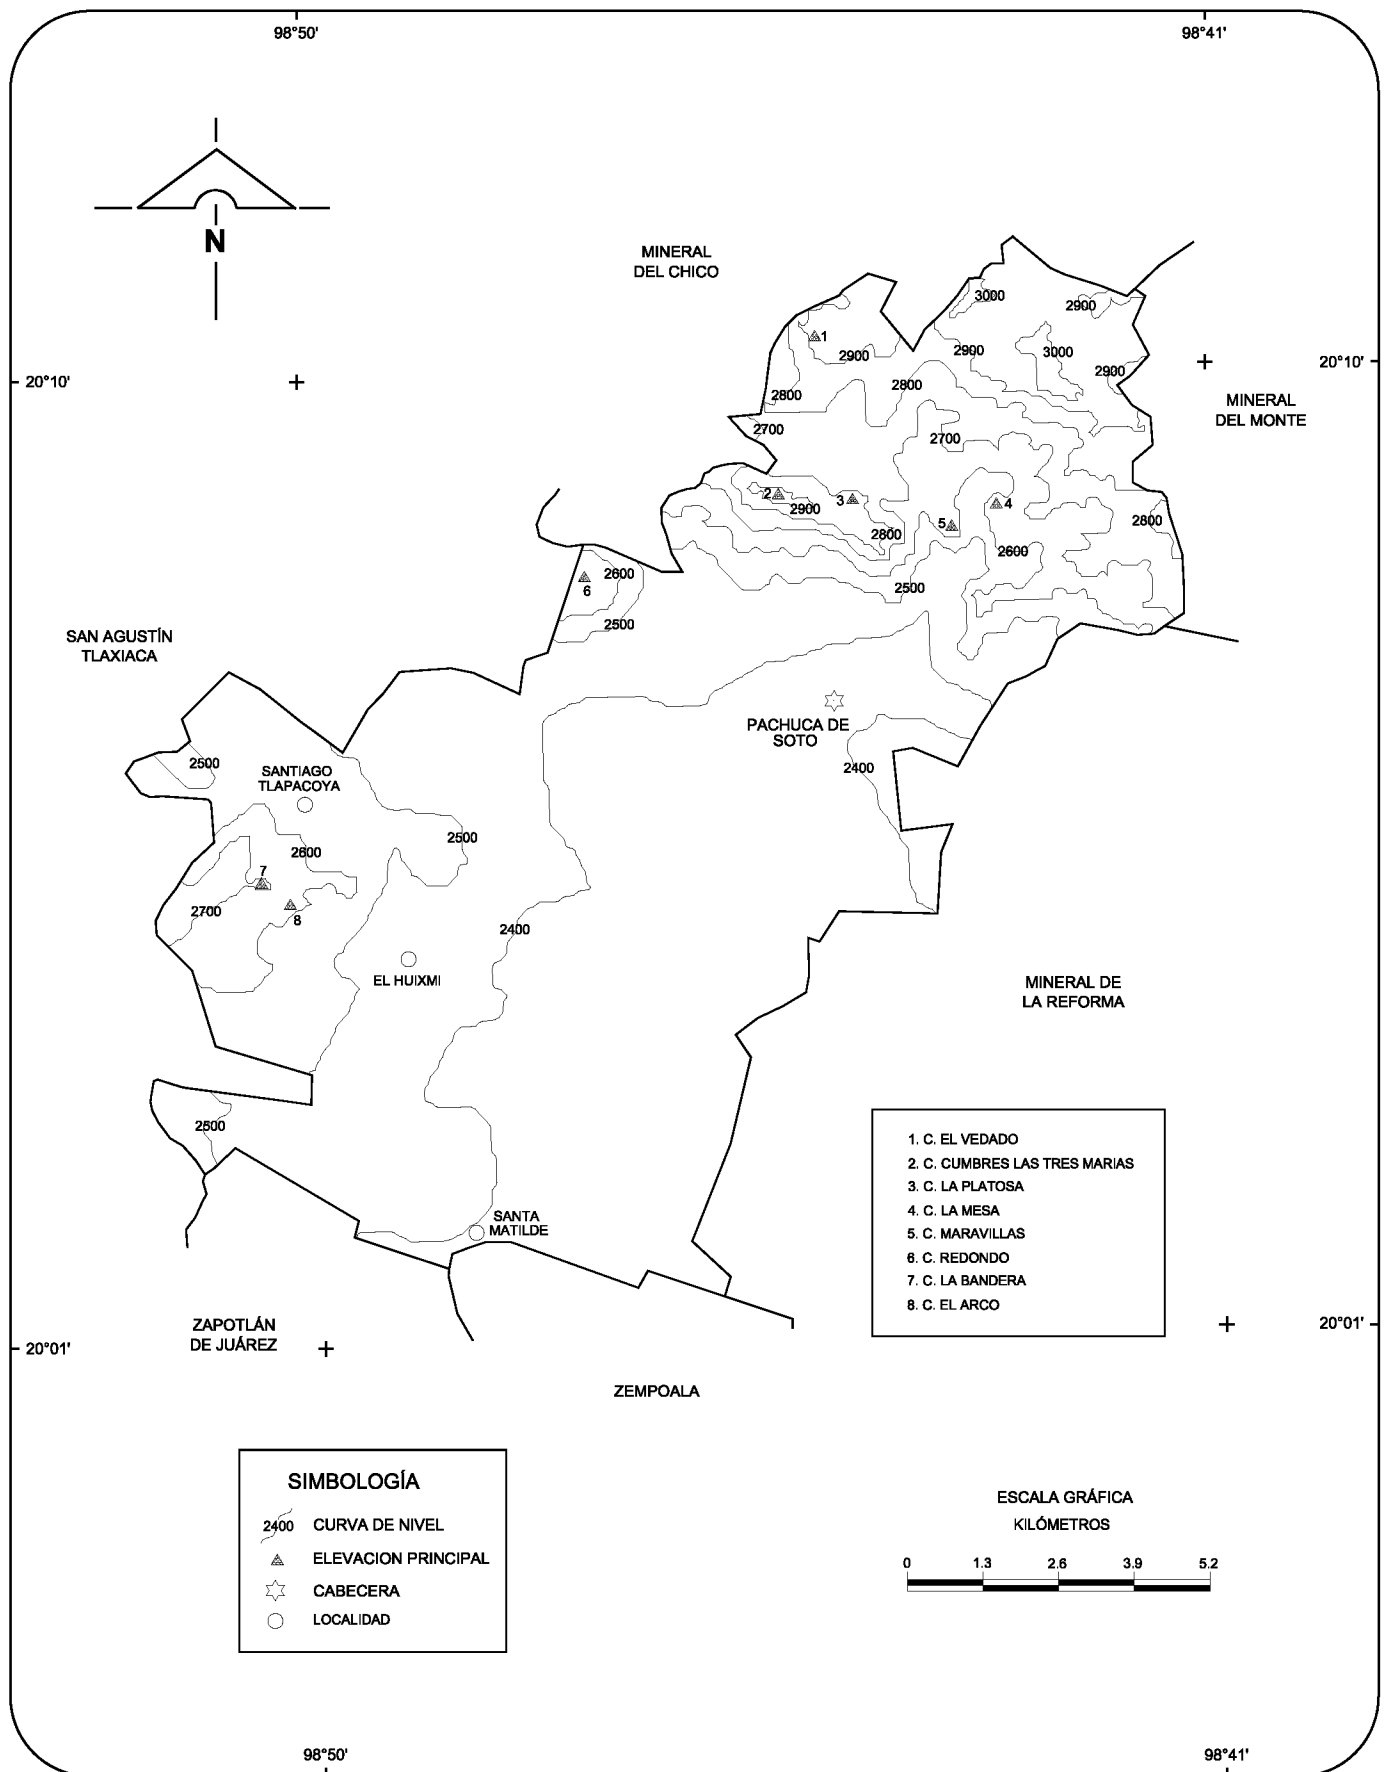 98°50'
98°41'
N
MINERAL
DEL CHICO
3000
2900
1
2900
2900
3000
2900
20°10'
20°10'
2800
2800
MINERAL
DEL MONTE
2700
2700
2
2900
3
4
5
2800
2800
2600
2600
6
2500
2500
SAN AGUSTÍN
TLAXIACA
PACHUCA DE
SOTO
2400
2500
SANTIAGO
TLAPACOYA
2500
2600
7
2700
8
2400
EL HUIXMI
MINERAL DE
LA REFORMA
2500
1. C. EL VEDADO
2. C. CUMBRES LAS TRES MARIAS
3. C. LA PLATOSA
4. C. LA MESA
5. C. MARAVILLAS
6. C. REDONDO
7. C. LA BANDERA
8. C. EL ARCO
SANTA
MATILDE
ZAPOTLÁN
DE JUÁREZ
20°01'
20°01'
ZEMPOALA
SIMBOLOGÍA
2400 CURVA DE NIVEL
ELEVACION PRINCIPAL
CABECERA
LOCALIDAD
ESCALA GRÁFICA
KILÓMETROS
0 1.3 2.6 3.9 5.2
98°50'
98°41'